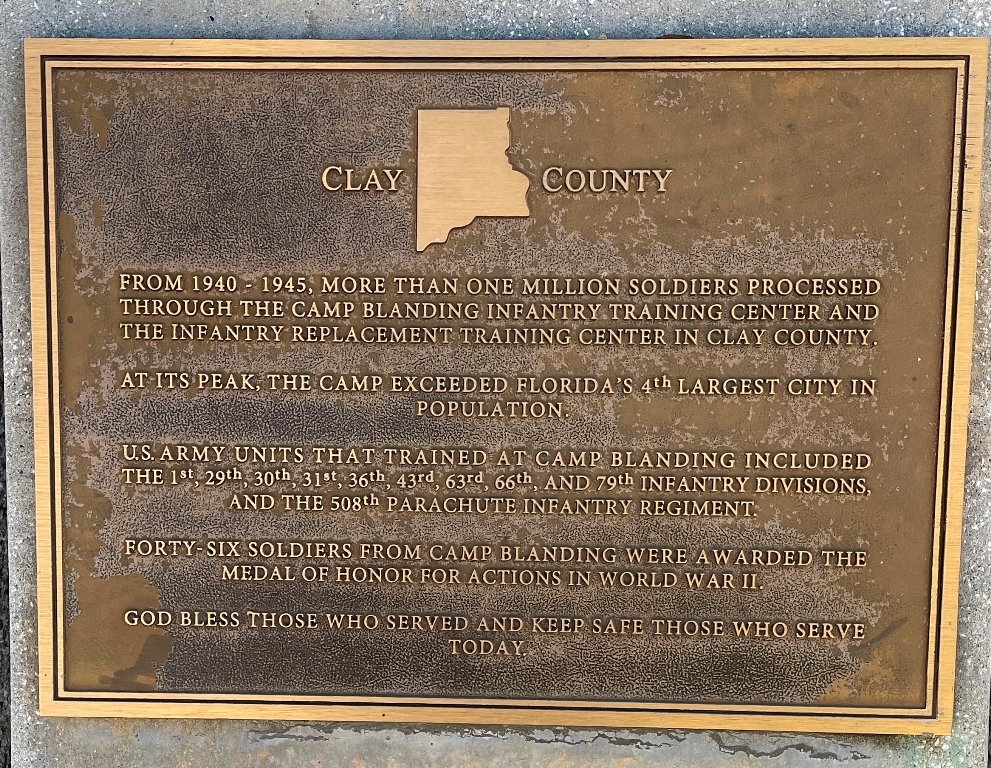 CLAY COUNTY
FROM 1940 - 1945, MORE THAN ONE MILLION SOLDIERS PROCESSED
THROUGH THE CAMP BLANDING INFANTRY TRAINING CENTER AND
THE INFANTRY REPLACEMENT TRAINING CENTER IN CLAY COUNTY.
AT ITS PEAK, THE CAMP EXCEEDED FLORIDA'S 4th LARGEST CITY IN
POPULATION.
U.S. ARMY UNITS THAT TRAINED AT CAMP BLANDING INCLUDED
THE 1st, 29th, 30th, 31st, 36th, 43rd, 63rd, 66th, AND 79th INFANTRY DIVISIONS,
AND THE 508th PARACHUTE INFANTRY REGIMENT.
FORTY-SIX SOLDIERS FROM CAMP BLANDING WERE AWARDED THE
MEDAL OF HONOR FOR ACTIONS IN WORLD WAR II.
GOD BLESS THOSE WHO SERVED AND KEEP SAFE THOSE WHO SERVE
TODAY.